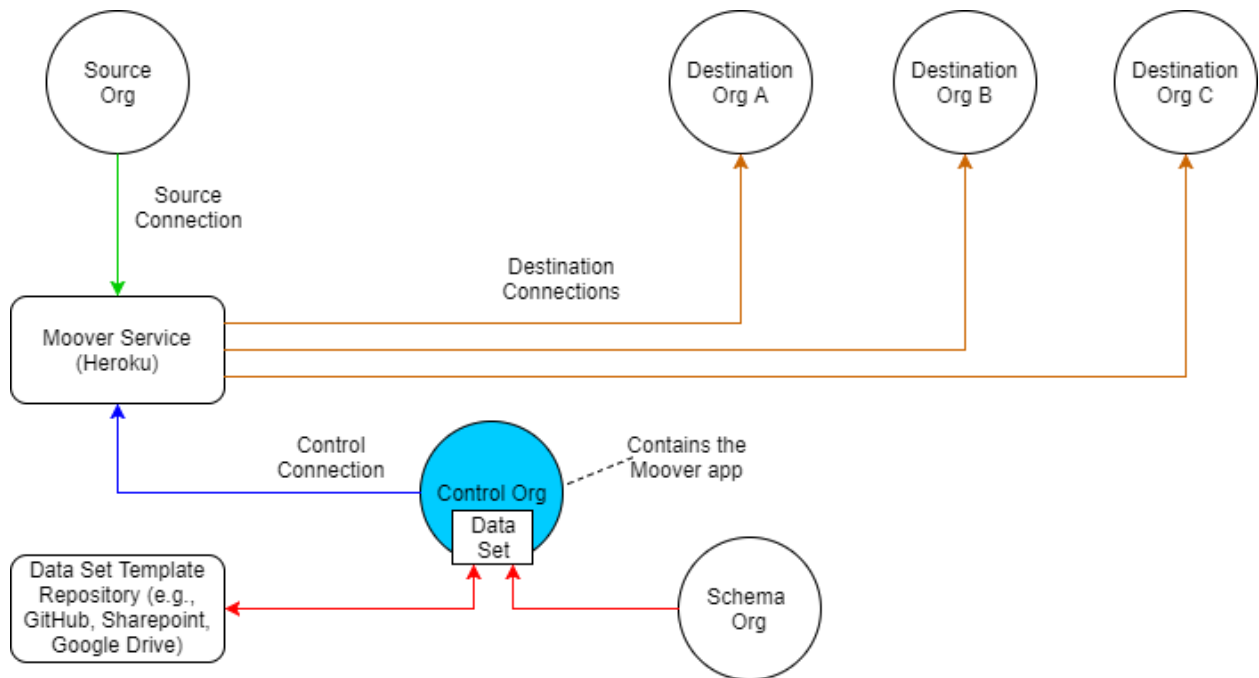 Source
Org
Destination
Org A
Destination
Org B
Destination
Org C
Source
Connection
Destination
Connections
Moover Service
(Heroku)
Control
Connection
Contains the
Moover app
Control Org
Data
Set
Data Set Template
Repository (e.g.,
GitHub, Sharepoint,
Google Drive)
Schema
Org